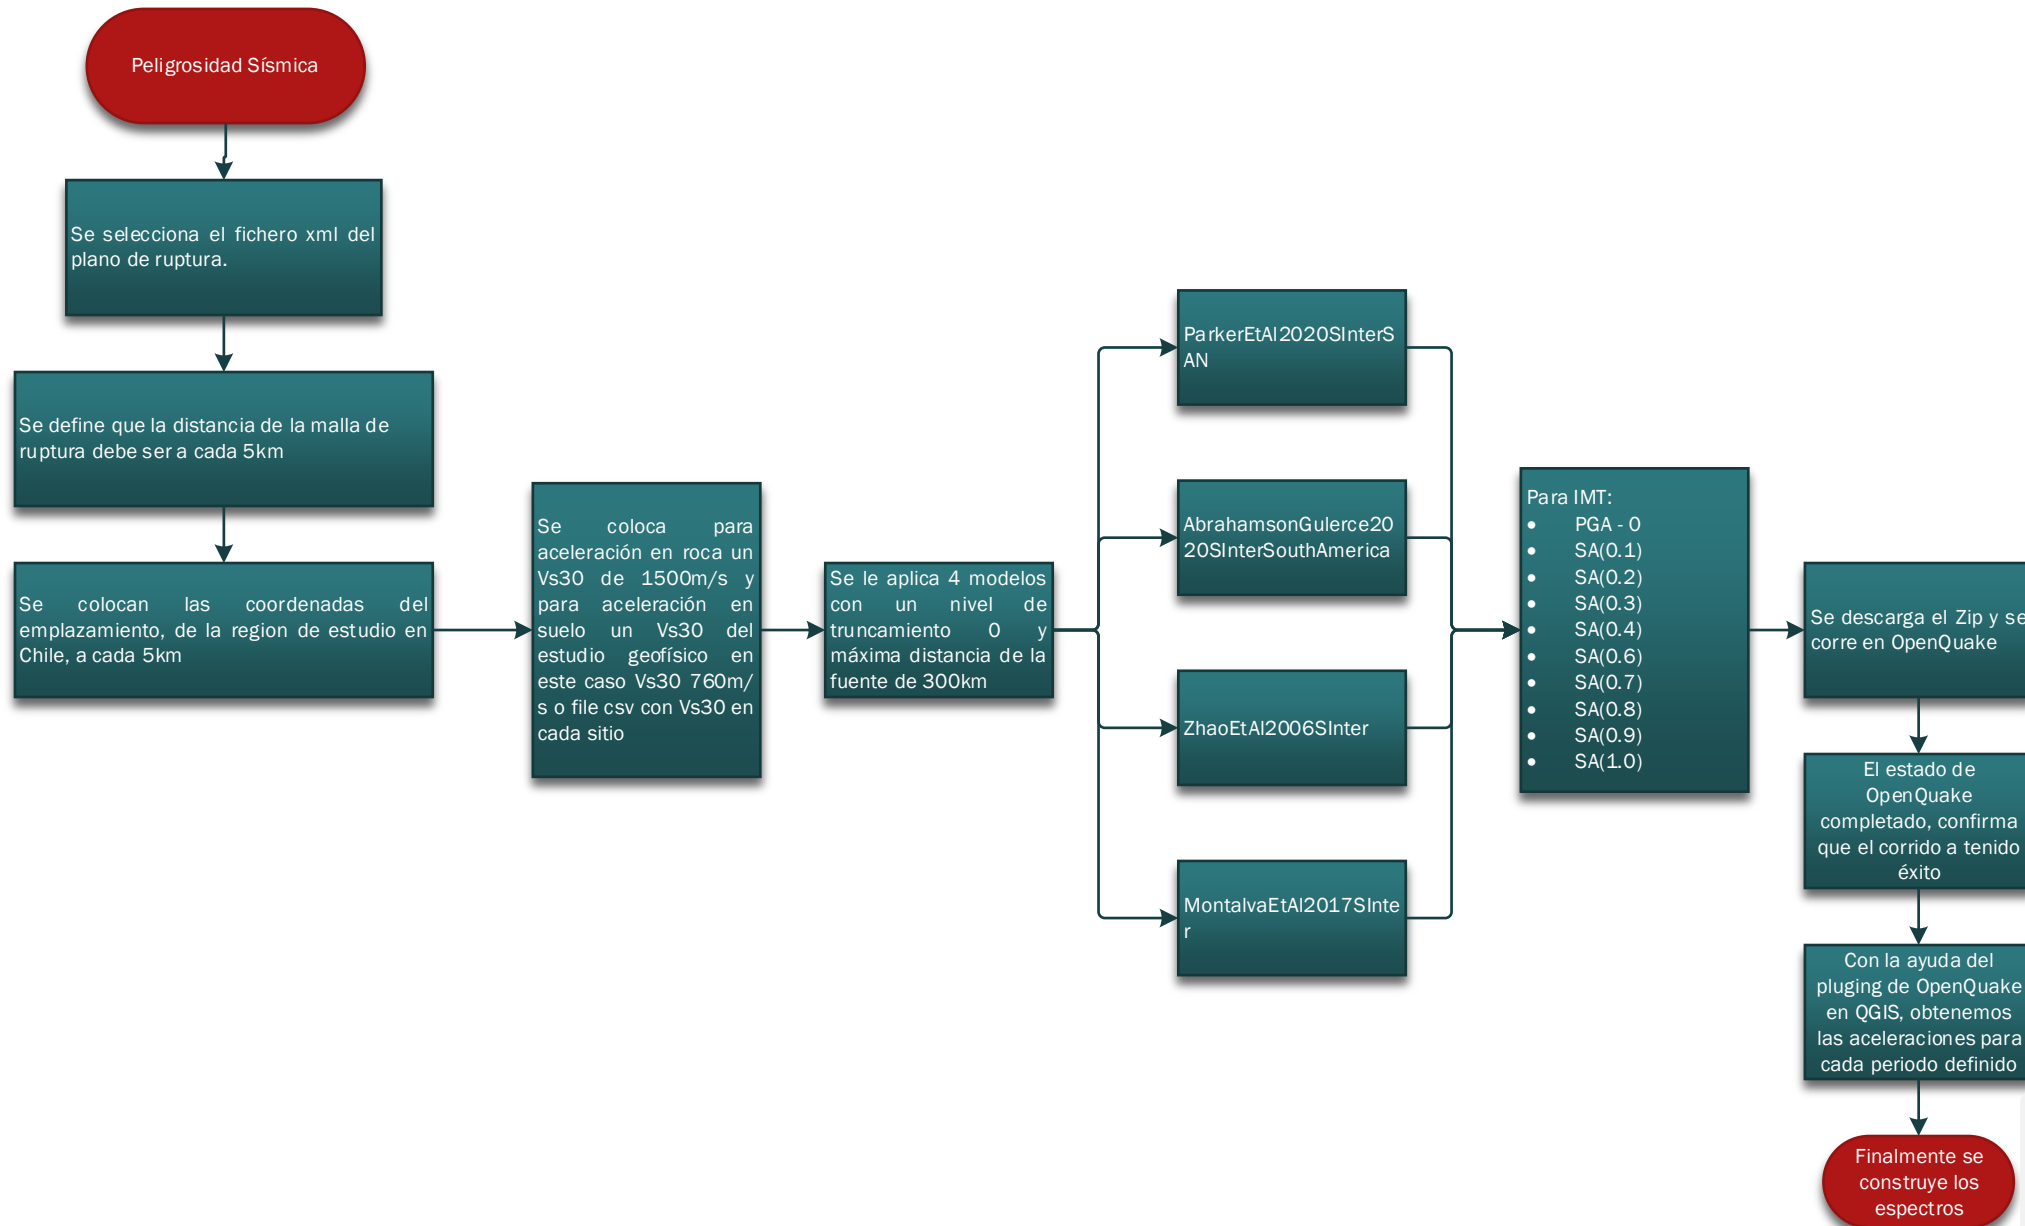 Peligrosidad Sísmica
Se selecciona el fichero xml del
plano de ruptura.
Se define que la distancia de la malla de
ruptura debe ser a cada 5km
Se colocan las coordenadas del
emplazamiento, de la region de estudio en
Chile, a cada 5km
Se coloca para
aceleración en roca un
Vs30 de 1500m/s y
para aceleración en
suelo un Vs30 del
estudio geofísico en
este caso Vs30 760m/
s o file csv con Vs30 en
cada sitio
Se le aplica 4 modelos
con un nivel de
truncamiento 0 y
máxima distancia de la
fuente de 300km
ParkerEtAl2020SInterS
AN
AbrahamsonGulerce20
20SInterSouthAmerica
ZhaoEtAl2006SInter
MontalvaEtAl2017SInte
r
Para IMT:
• PGA - 0
• SA(0.1)
• SA(0.2)
• SA(0.3)
• SA(0.4)
• SA(0.6)
• SA(0.7)
• SA(0.8)
• SA(0.9)
• SA(1.0)
Se descarga el Zip y se
corre en OpenQuake
El estado de
OpenQuake
completado, confirma
que el corrido a tenido
éxito
Con la ayuda del
pluging de OpenQuake
en QGIS, obtenemos
las aceleraciones para
cada periodo definido
Finalmente se
construye los
espectros